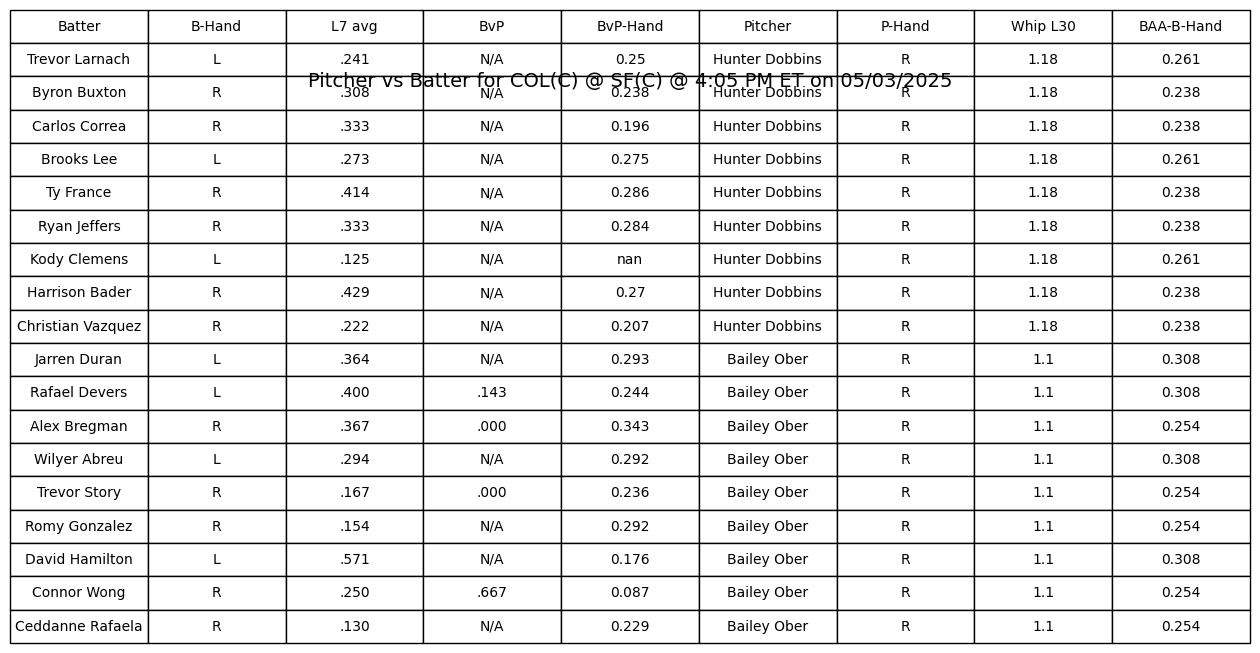 Batter B-Hand L7 avg BvP BvP-Hand Pitcher P-Hand Whip L30 BAA-B-Hand
Trevor Larnach L .241 N/A 0.25 Hunter Dobbins R 1.18 0.261
Pitcher vs Batter for COL(C) @ SF(C) @ 4:05 PM ET on 05/03/2025
Byron Buxton R .308 N/A 0.238 Hunter Dobbins R 1.18 0.238
Carlos Correa R .333 N/A 0.196 Hunter Dobbins R 1.18 0.238
Brooks Lee L .273 N/A 0.275 Hunter Dobbins R 1.18 0.261
Ty France R .414 N/A 0.286 Hunter Dobbins R 1.18 0.238
Ryan Jeffers R .333 N/A 0.284 Hunter Dobbins R 1.18 0.238
Kody Clemens L .125 N/A nan Hunter Dobbins R 1.18 0.261
Harrison Bader R .429 N/A 0.27 Hunter Dobbins R 1.18 0.238
Christian Vazquez R .222 N/A 0.207 Hunter Dobbins R 1.18 0.238
Jarren Duran L .364 N/A 0.293 Bailey Ober R 1.1 0.308
Rafael Devers L .400 .143 0.244 Bailey Ober R 1.1 0.308
Alex Bregman R .367 .000 0.343 Bailey Ober R 1.1 0.254
Wilyer Abreu L .294 N/A 0.292 Bailey Ober R 1.1 0.308
Trevor Story R .167 .000 0.236 Bailey Ober R 1.1 0.254
Romy Gonzalez R .154 N/A 0.292 Bailey Ober R 1.1 0.254
David Hamilton L .571 N/A 0.176 Bailey Ober R 1.1 0.308
Connor Wong R .250 .667 0.087 Bailey Ober R 1.1 0.254
Ceddanne Rafaela R .130 N/A 0.229 Bailey Ober R 1.1 0.254